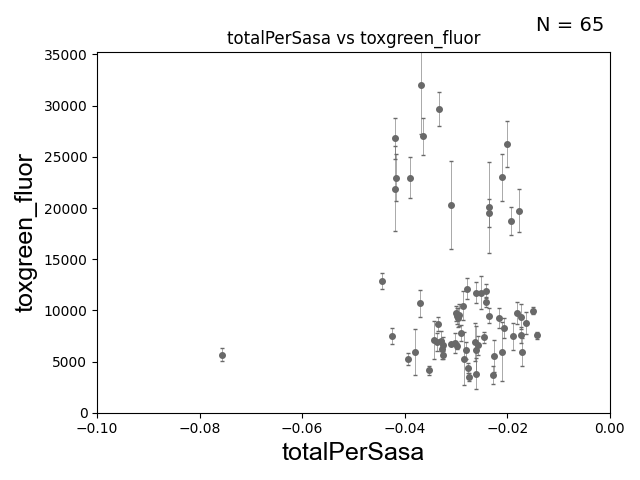 N = 65
totalPerSasa vs toxgreen_fluor
toxgreen_fluor
35000
30000
25000
20000
15000
10000
5000
0
−0.10 −0.08 −0.06 −0.04 −0.02 0.00
totalPerSasa